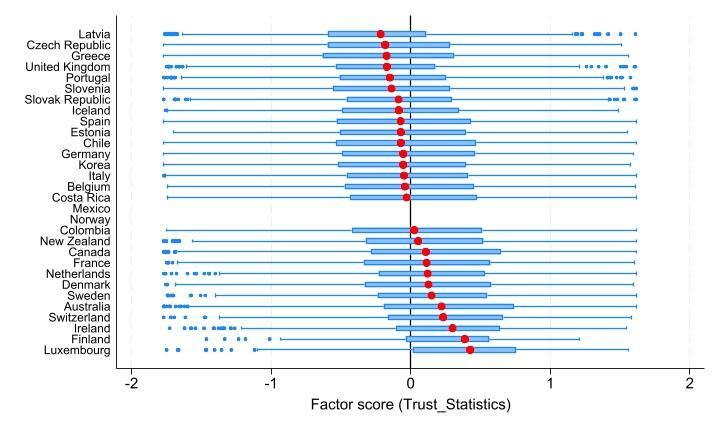 Latvia
Czech Republic
Greece
United Kingdom
Portugal
Slovenia
Slovak Republic
Iceland
Spain
Estonia
Chile
Germany
Korea
Italy
Belgium
Costa Rica
Mexico
Norway
Colombia
New Zealand
Canada
France
Netherlands
Denmark
Sweden
Australia
Switzerland
Ireland
Finland
Luxembourg
-2 -1 0 1 2
Factor score (Trust_Statistics)